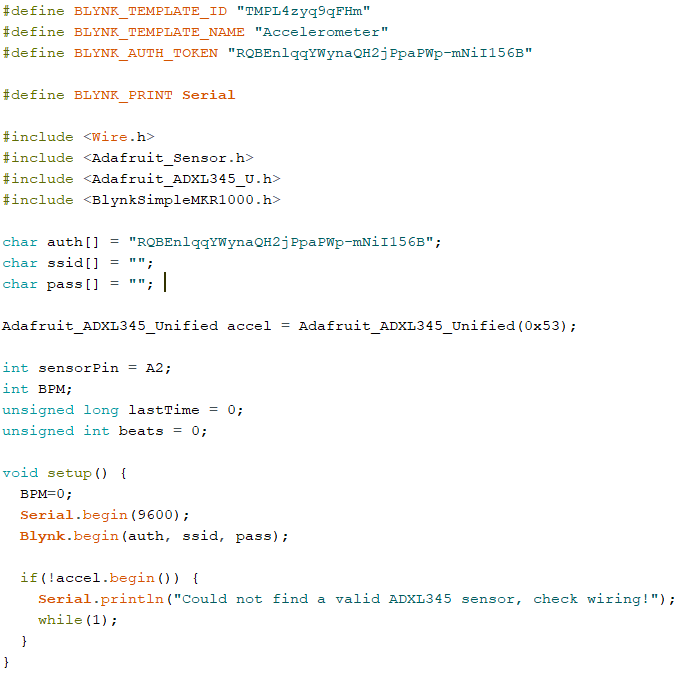 #define BLYNK_TEMPLATE_ID "TMPL4zyq9qFHm"
#define BLYNK_TEMPLATE_NAME "Accelerometer"
#define BLYNK_AUTH_TOKEN "RQBEnlqqYWynaQH2jPpaPWp-mNiI156B"

#define BLYNK_PRINT Serial

#include <Wire.h>
#include <Adafruit_Sensor.h>
#include <Adafruit_ADXL345_U.h>
#include <BlynkSimpleMKR1000.h>

char auth[] = "RQBEnlqqYWynaQH2jPpaPWp-mNiI156B";
char ssid[] = "";
char pass[] = "";

Adafruit_ADXL345_Unified accel = Adafruit_ADXL345_Unified(0x53);

int sensorPin = A2;
int BPM;
unsigned long lastTime = 0;
unsigned int beats = 0;

void setup() {
  BPM=0;
  Serial.begin(9600);
  Blynk.begin(auth, ssid, pass);

  if(!accel.begin()) {
    Serial.println("Could not find a valid ADXL345 sensor, check wiring!");
    while(1);
  }
}